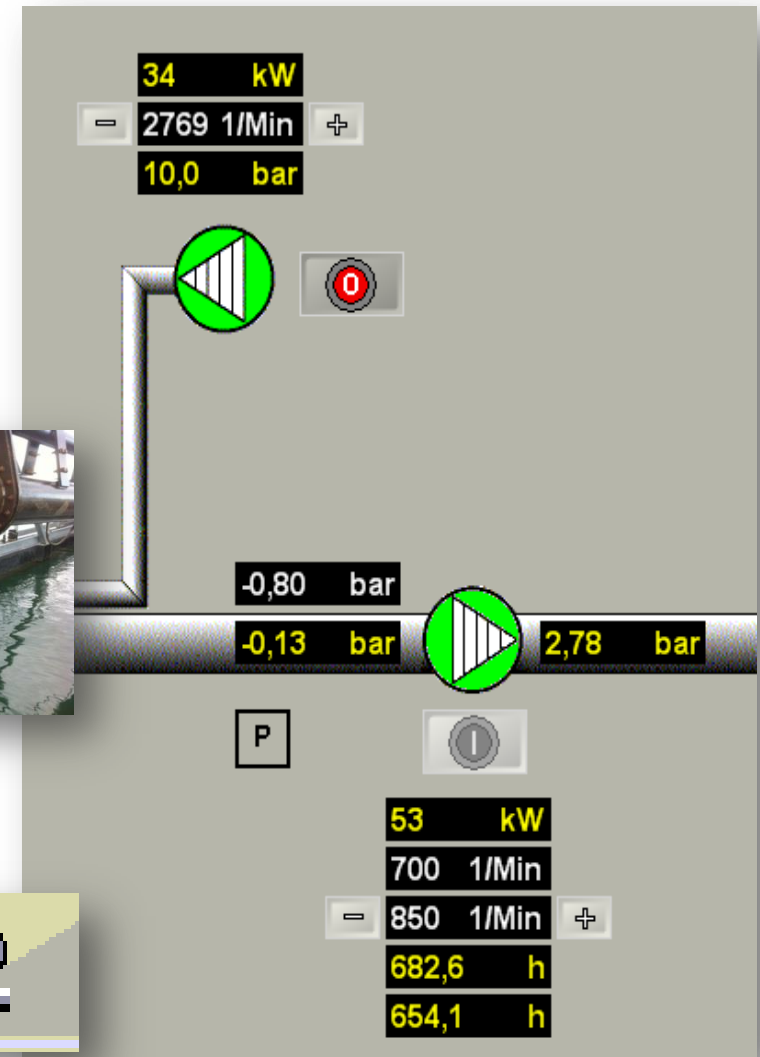 34 kW
− 2769 1/Min +
10,0 bar
0
-0,80 bar
-0,13 bar 2,78 bar
P
I
53 kW
700 1/Min
− 850 1/Min +
682,6 h
654,1 h